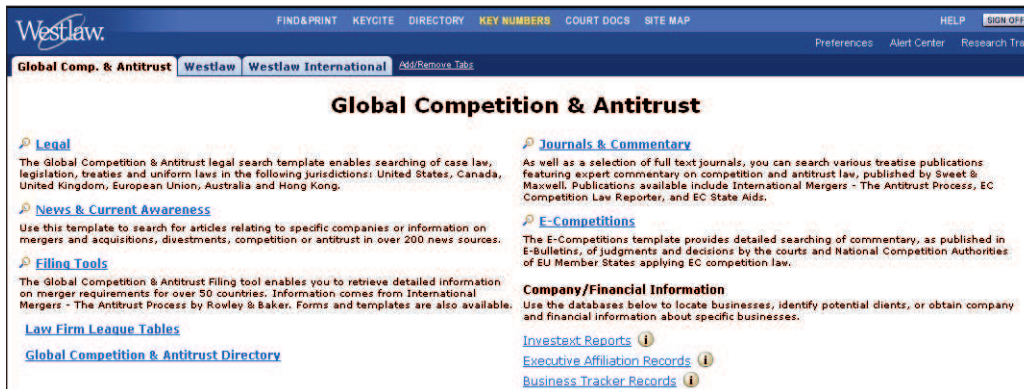 Westlaw.
FIND&PRINT KEYCITE DIRECTORY KEY NUMBERS COURT DOCS SITE MAP
HELP SIGN OFF
Preferences Alert Center Research
Global Comp. & Antitrust Westlaw Westlaw International Add/Remove Tabs
Global Competition & Antitrust
Legal
The Global Competition & Antitrust legal search template enables searching of case law,
legislation, treaties and uniform laws in the following jurisdictions: United States, Canada,
United Kingdom, European Union, Australia and Hong Kong.
News & Current Awareness
Use this template to search for articles relating to specific companies or information on
mergers and acquisitions, divestments, competition or antitrust in over 200 news sources.
Filing Tools
The Global Competition & Antitrust Filing tool enables you to retrieve detailed information
on merger requirements for over 50 countries. Information comes from International
Mergers - The Antitrust Process by Rowley & Baker. Forms and templates are also available.
Law Firm League Tables
Global Competition & Antitrust Directory
Journals & Commentary
As well as a selection of full text journals, you can search various treatise publications
featuring expert commentary on competition and antitrust law, published by Sweet &
Maxwell. Publications available include International Mergers - The Antitrust Process, EC
Competition Law Reporter, and EC State Aids.
E-Competitions
The E-Competitions template provides detailed searching of commentary, as published in
E-Bulletins, of judgments and decisions by the courts and National Competition Authorities
of EU Member States applying EC competition law.
Company/Financial Information
Use the databases below to locate businesses, identify potential clients, or obtain company
and financial information about specific businesses.
Investext Reports i
Executive Affiliation Records i
Business Tracker Records i